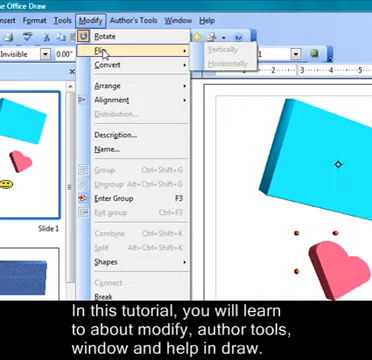 e Office Draw
Insert Format Tools Modify Author's Tools Window Help
Invisible 0.00"
Rotate
Flip
Vertically
Horizontally
Convert
Arrange
Alignment
Distribution...
Description...
Name...
Group Ctrl+Shift+G
Ungroup Alt+Shift+G
Enter Group F3
Exit group Ctrl+F3
Combine Ctrl+Shift+K
Split Alt+Ctrl+Shift+K
Shapes
Connect
Break
Slide 1
In this tutorial, you will learn
to about modify, author tools,
window and help in draw.